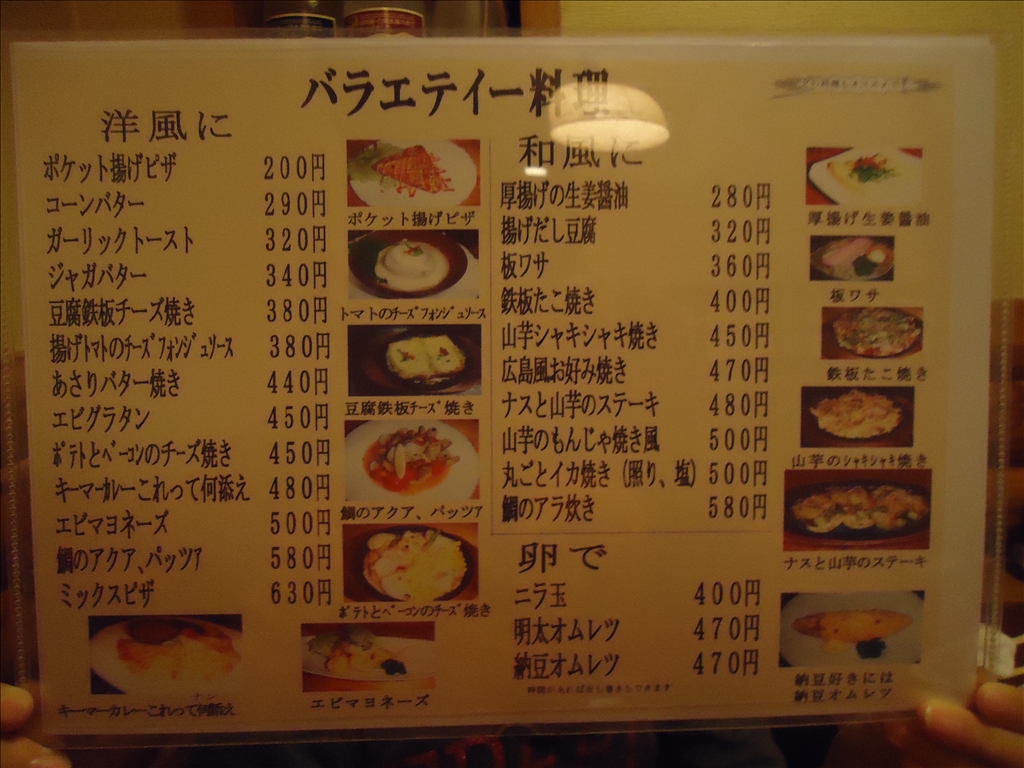 バラエテイー料理
洋風に
ポケット揚げピザ 200円
コーンバター 290円
ガーリックトースト 320円
ジャガバター 340円
豆腐鉄板チーズ焼き 380円
揚げトマトのチーズフォンジュソース 380円
あさりバター焼き 440円
エビグラタン 450円
ポテトとベーコンのチーズ焼き 450円
キーマーカレーこれって何添え 480円
エビマヨネーズ 500円
鯛のアクア、パッツァ 580円
ミックスピザ 630円
ポケット揚げピザ
トマトのチーズフォンジュソース
豆腐鉄板チーズ焼き
鯛のアクア、パッツァ
ポテトとベーコンのチーズ焼き
ナン
キーマーカレーこれって何添え
エビマヨネーズ
和風に
厚揚げの生姜醤油 280円
揚げだし豆腐 320円
板ワサ 360円
鉄板たこ焼き 400円
山芋シャキシャキ焼き 450円
広島風お好み焼き 470円
ナスと山芋のステーキ 480円
山芋のもんじゃ焼き風 500円
丸ごとイカ焼き(照り、塩) 500円
鯛のアラ炊き 580円
卵で
ニラ玉 400円
明太オムレツ 470円
納豆オムレツ 470円
時間があればだし巻きもできます
厚揚げ生姜醤油
板ワサ
鉄板たこ焼き
山芋のシャキシャキ焼き
ナスと山芋のステーキ
納豆好きには
納豆オムレツ